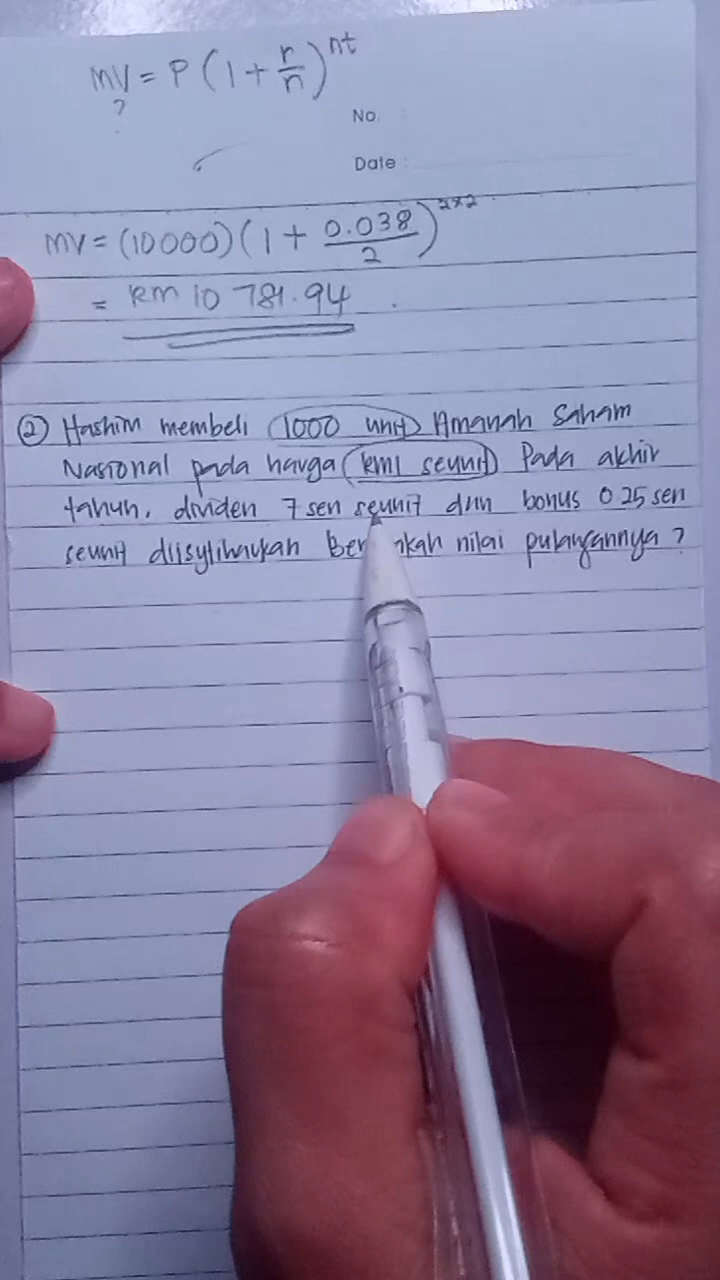 MV = P (1 + r/n)^nt
?
No.
Date :
MV = (10000) (1 + 0.038/2)^2×2
= RM 10 781.94 .
② Hashim membeli (1000 unit) Amanah Saham
Nasional pada harga (RM1 seunit) Pada akhir
tahun, dividen 7 sen seunit dan bonus 0.25 sen
seunit diisytiharkan nilai pulangannya ?